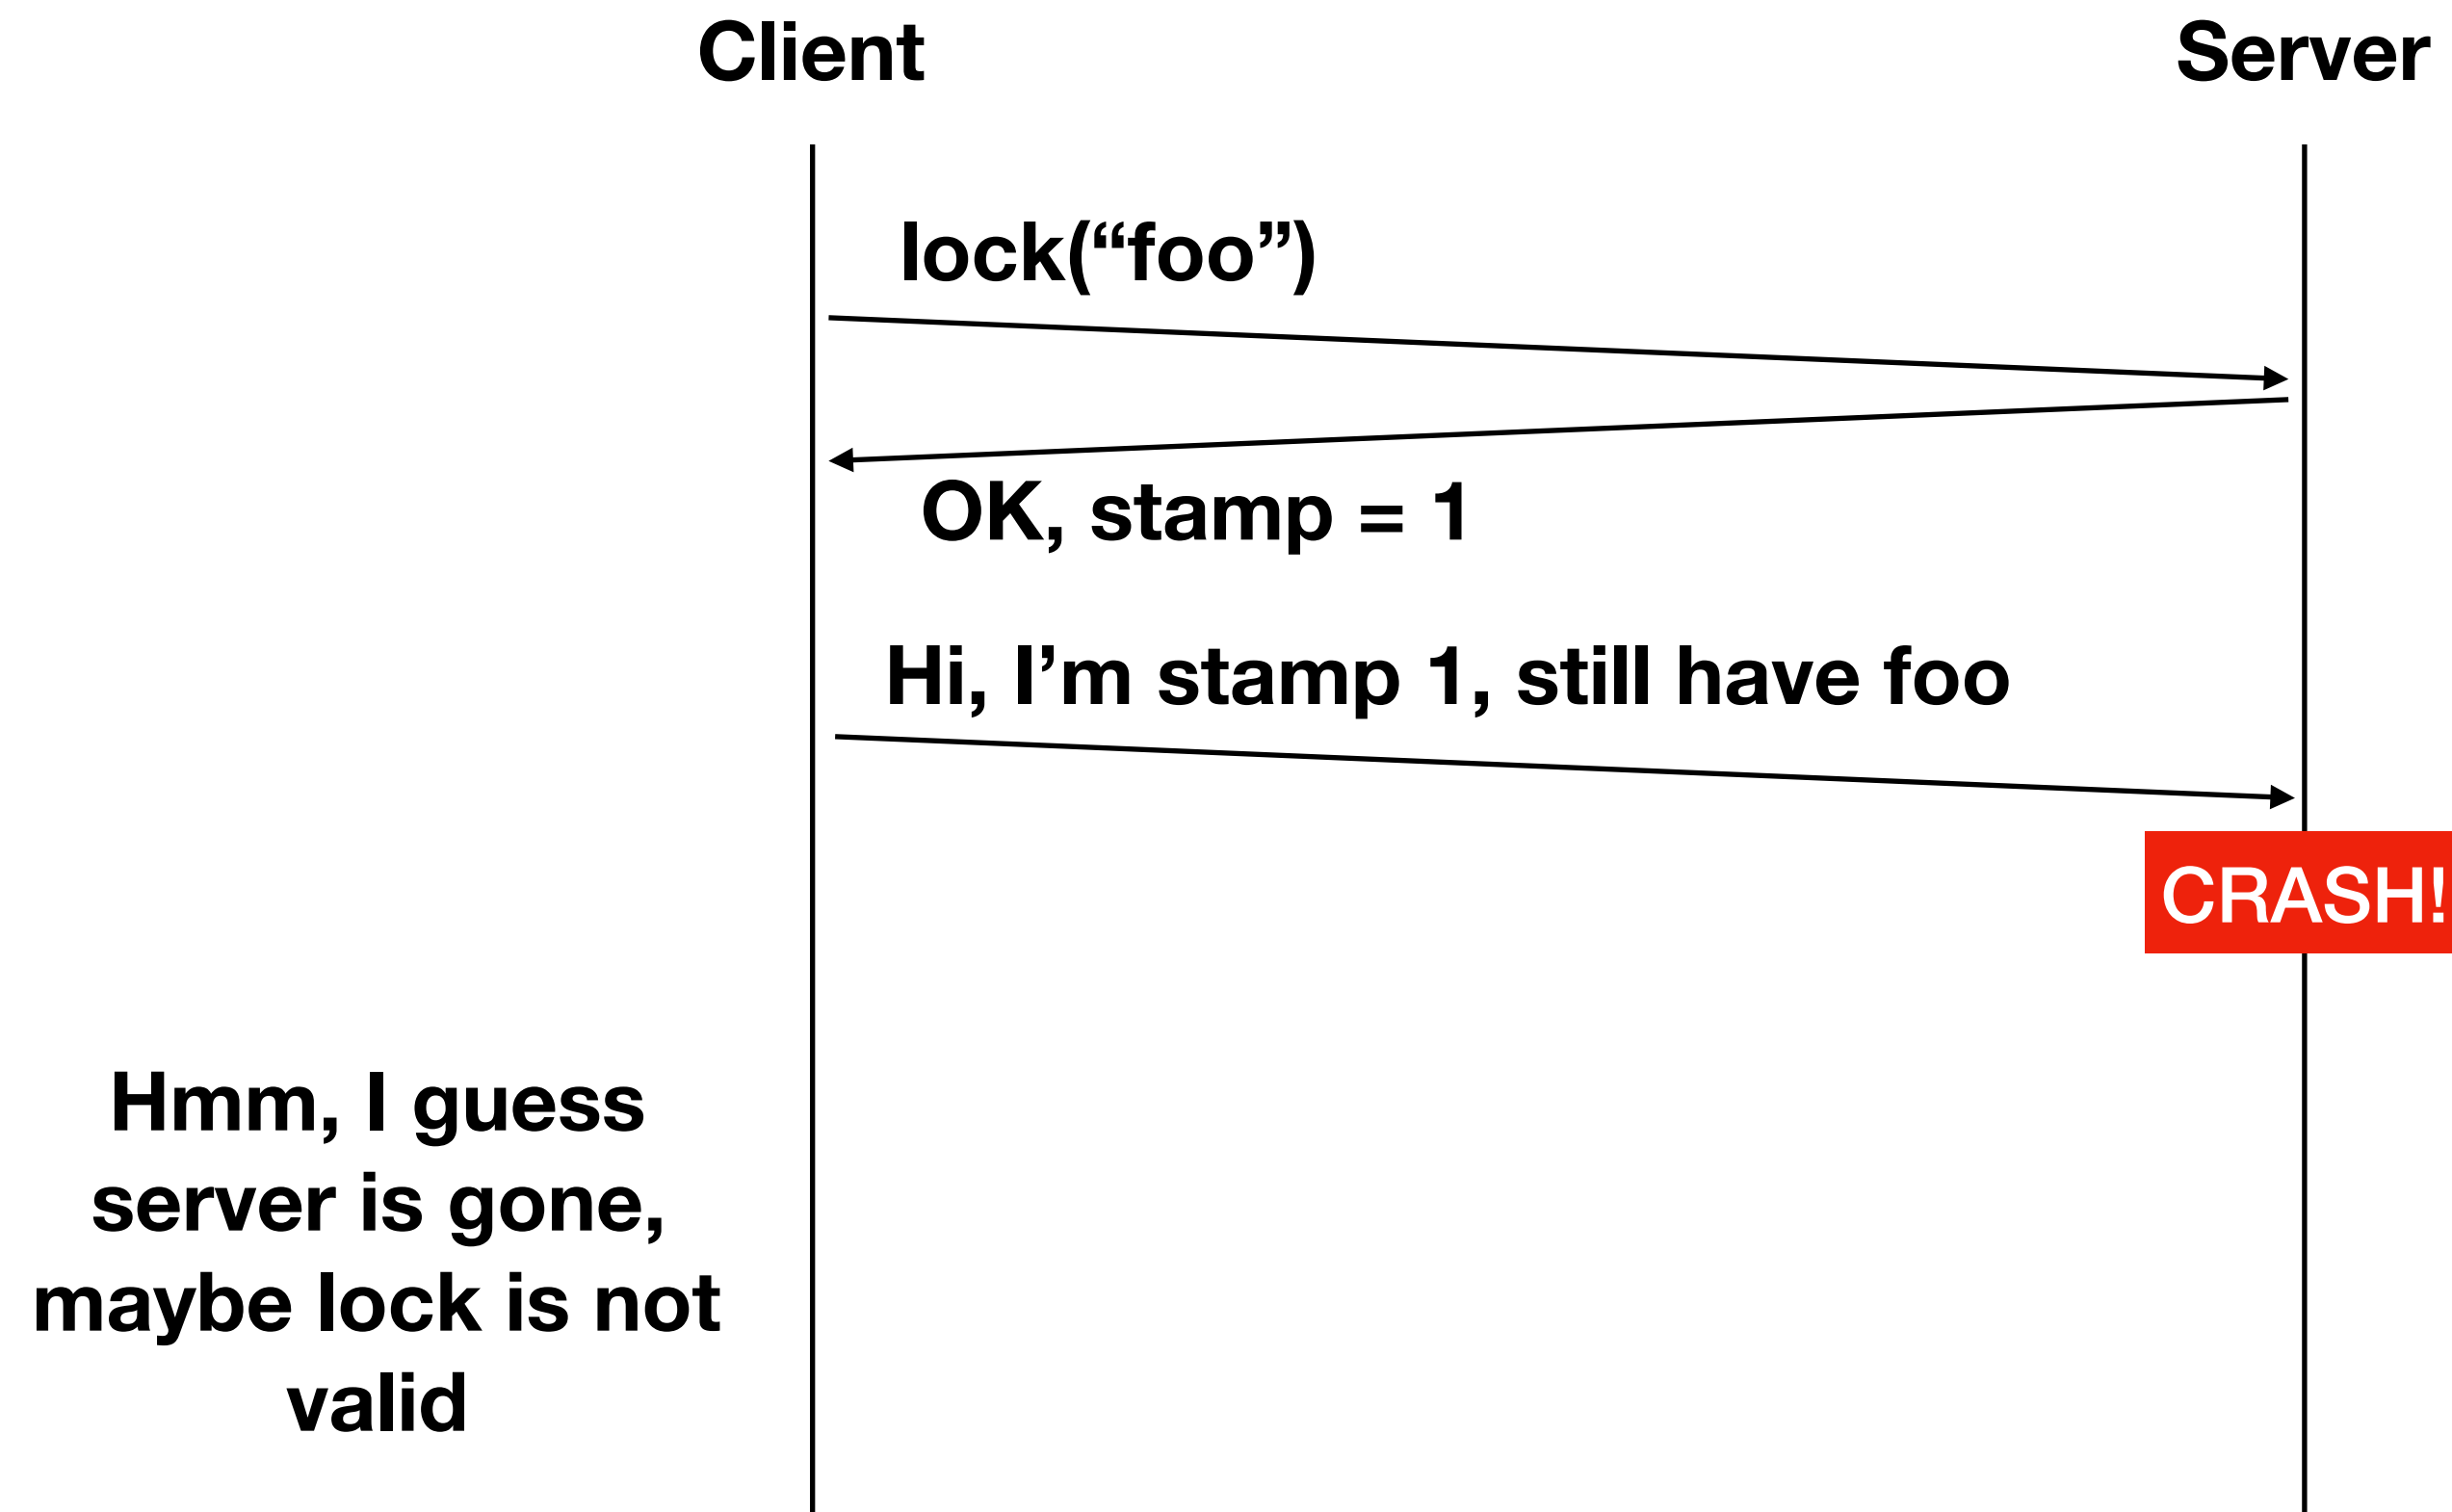 Client
Server
lock(“foo”)
OK, stamp = 1
Hi, I’m stamp 1, still have foo
CRASH!
Hmm, I guess
server is gone,
maybe lock is not
valid